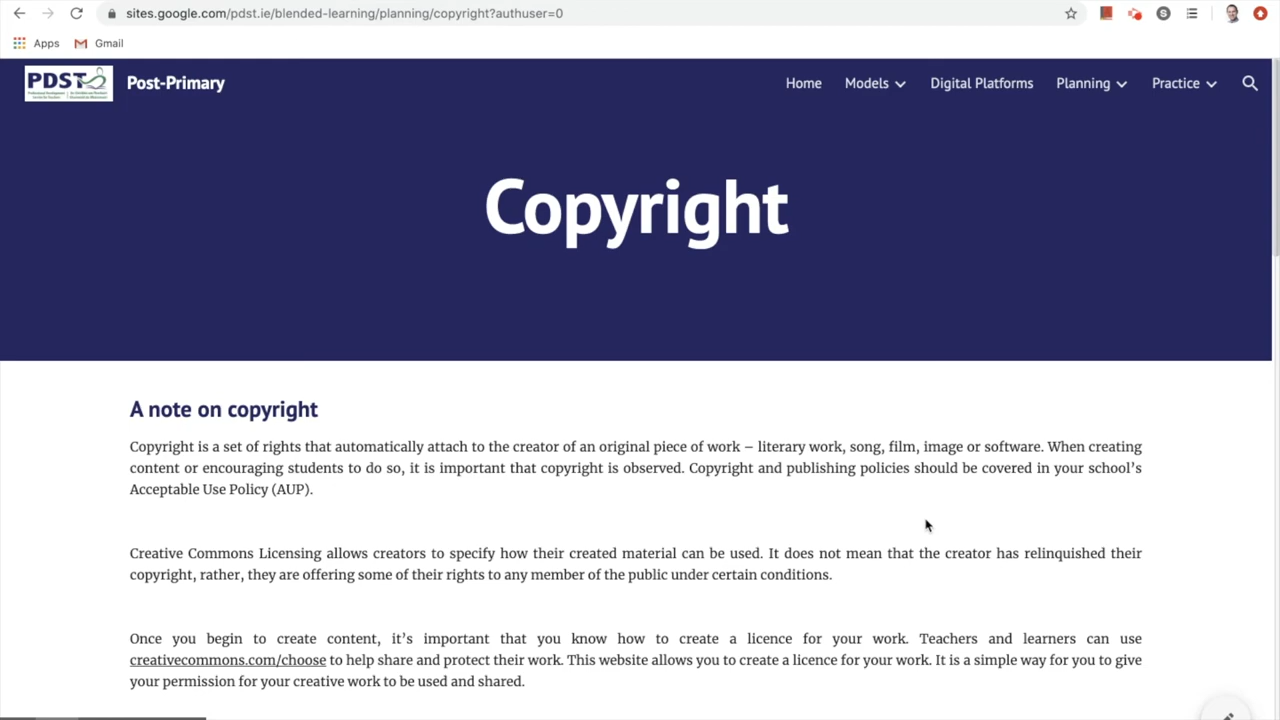 sites.google.com/pdst.ie/blended-learning/planning/copyright?authuser=0
Apps Gmail
PDST Post-Primary Home Models Digital Platforms Planning Practice
Copyright
A note on copyright
Copyright is a set of rights that automatically attach to the creator of an original piece of work – literary work, song, film, image or software. When creating
content or encouraging students to do so, it is important that copyright is observed. Copyright and publishing policies should be covered in your school’s
Acceptable Use Policy (AUP).
Creative Commons Licensing allows creators to specify how their created material can be used. It does not mean that the creator has relinquished their
copyright, rather, they are offering some of their rights to any member of the public under certain conditions.
Once you begin to create content, it’s important that you know how to create a licence for your work. Teachers and learners can use
creativecommons.com/choose to help share and protect their work. This website allows you to create a licence for your work. It is a simple way for you to give
your permission for your creative work to be used and shared.